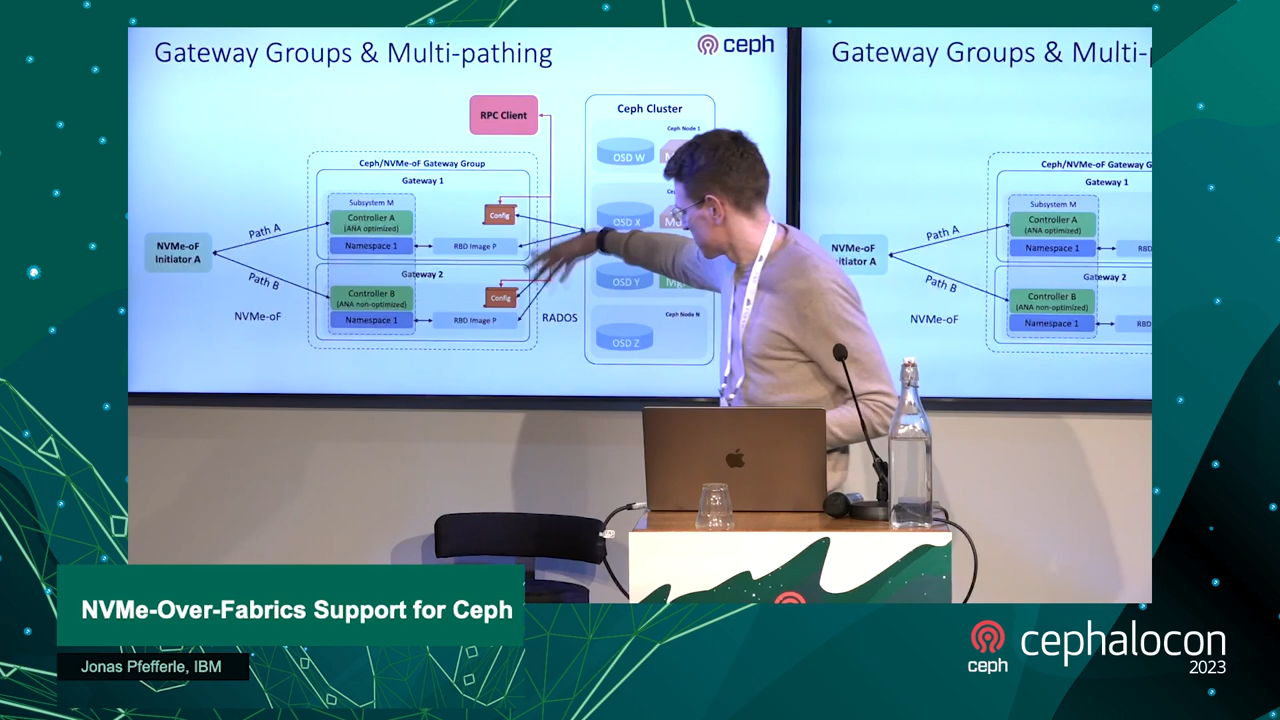 Gateway Groups & Multi-pathing
ceph
RPC Client
Ceph Cluster
Ceph Node 1
OSD W
OSD X
OSD Y
Ceph Node N
OSD Z
Ceph/NVMe-oF Gateway Group
Gateway 1
Subsystem M
Controller A
(ANA optimized)
Namespace 1
Config
RBD Image P
Gateway 2
Controller B
(ANA non-optimized)
Namespace 1
Config
RBD Image P
NVMe-oF
Initiator A
Path A
Path B
NVMe-oF
RADOS
Gateway Groups & Multi-
Ceph/NVMe-oF Gateway G
Gateway 1
Subsystem M
Controller A
(ANA optimized)
Namespace 1
RBD
Gateway 2
Controller B
(ANA non-optimized)
Namespace 1
RBD
NVMe-oF
Initiator A
Path A
Path B
NVMe-oF
NVMe-Over-Fabrics Support for Ceph
Jonas Pfefferle, IBM
ceph
cephalocon
2023